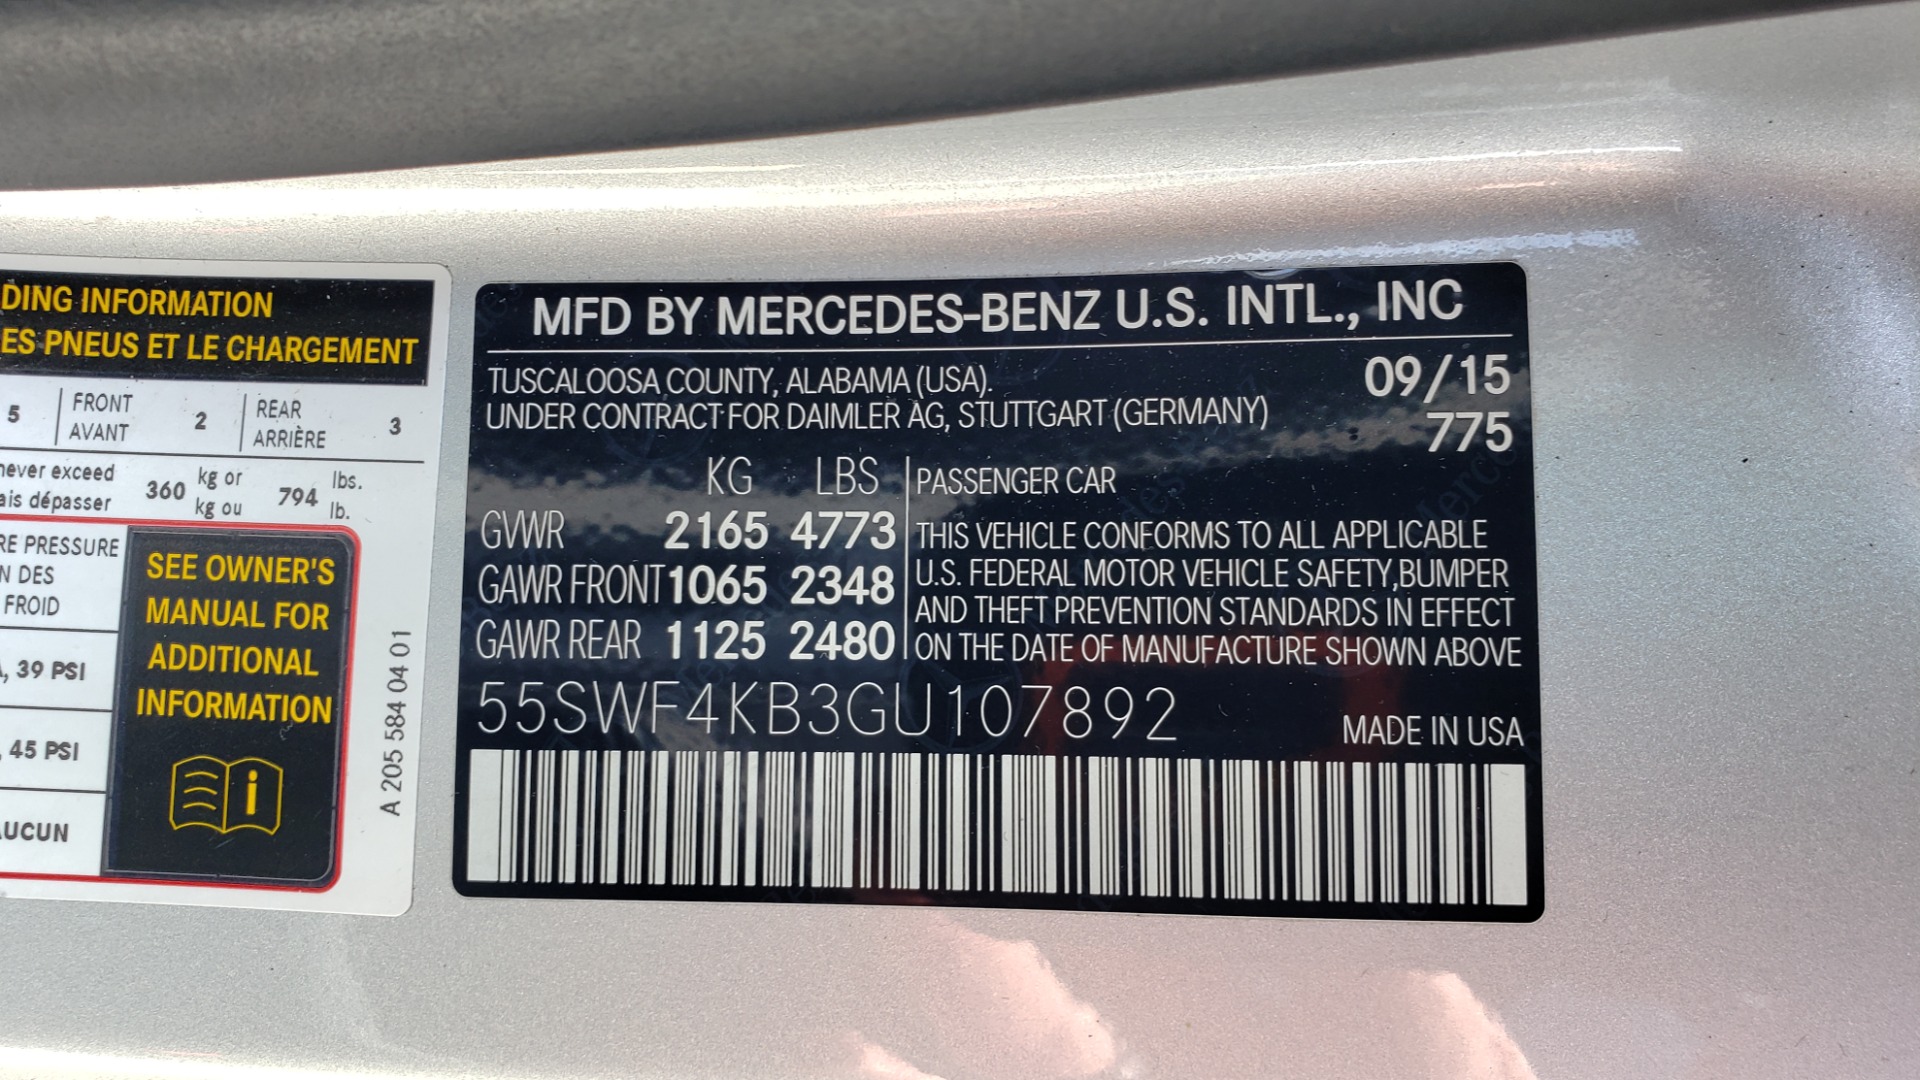 DING INFORMATION
ES PNEUS ET LE CHARGEMENT
5 FRONT AVANT 2 REAR ARRIÈRE 3
never exceed 360 kg or 794 lbs.
ais dépasser kg ou lb.
RE PRESSURE
N DES
FROID
, 39 PSI
, 45 PSI
AUCUN
SEE OWNER'S
MANUAL FOR
ADDITIONAL
INFORMATION
i
A 205 584 04 01
MFD BY MERCEDES-BENZ U.S. INTL., INC
TUSCALOOSA COUNTY, ALABAMA (USA). 09/15
UNDER CONTRACT FOR DAIMLER AG, STUTTGART (GERMANY) 775
KG LBS
GVWR 2165 4773
GAWR FRONT 1065 2348
GAWR REAR 1125 2480
PASSENGER CAR
THIS VEHICLE CONFORMS TO ALL APPLICABLE
U.S. FEDERAL MOTOR VEHICLE SAFETY, BUMPER
AND THEFT PREVENTION STANDARDS IN EFFECT
ON THE DATE OF MANUFACTURE SHOWN ABOVE
55SWF4KB3GU107892
MADE IN USA